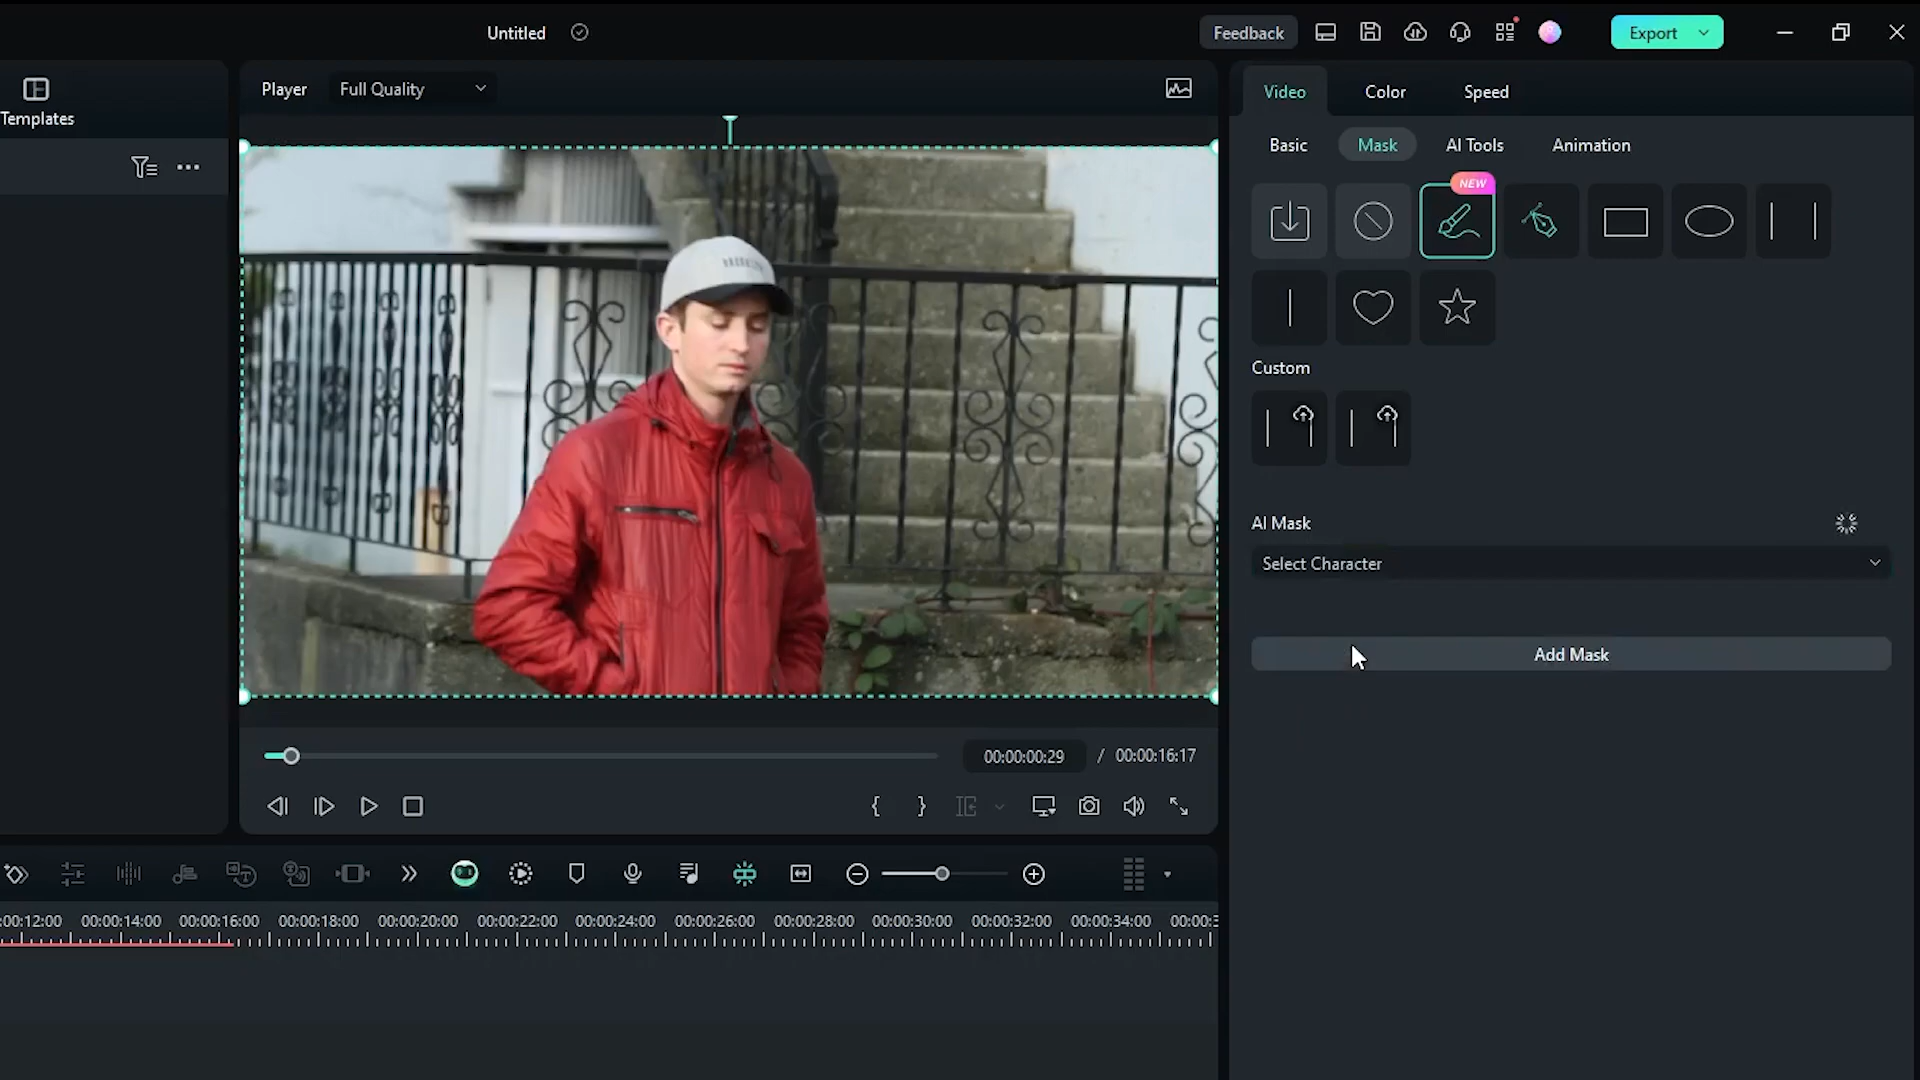 Untitled
Feedback
Export
Templates
Player
Full Quality
Video
Color
Speed
Basic
Mask
AI Tools
Animation
NEW
Custom
AI Mask
Select Character
Add Mask
00:00:00:29 / 00:00:16:17
:00:12:00 00:00:14:00 00:00:16:00 00:00:18:00 00:00:20:00 00:00:22:00 00:00:24:00 00:00:26:00 00:00:28:00 00:00:30:00 00:00:32:00 00:00:34:00 00:00:3